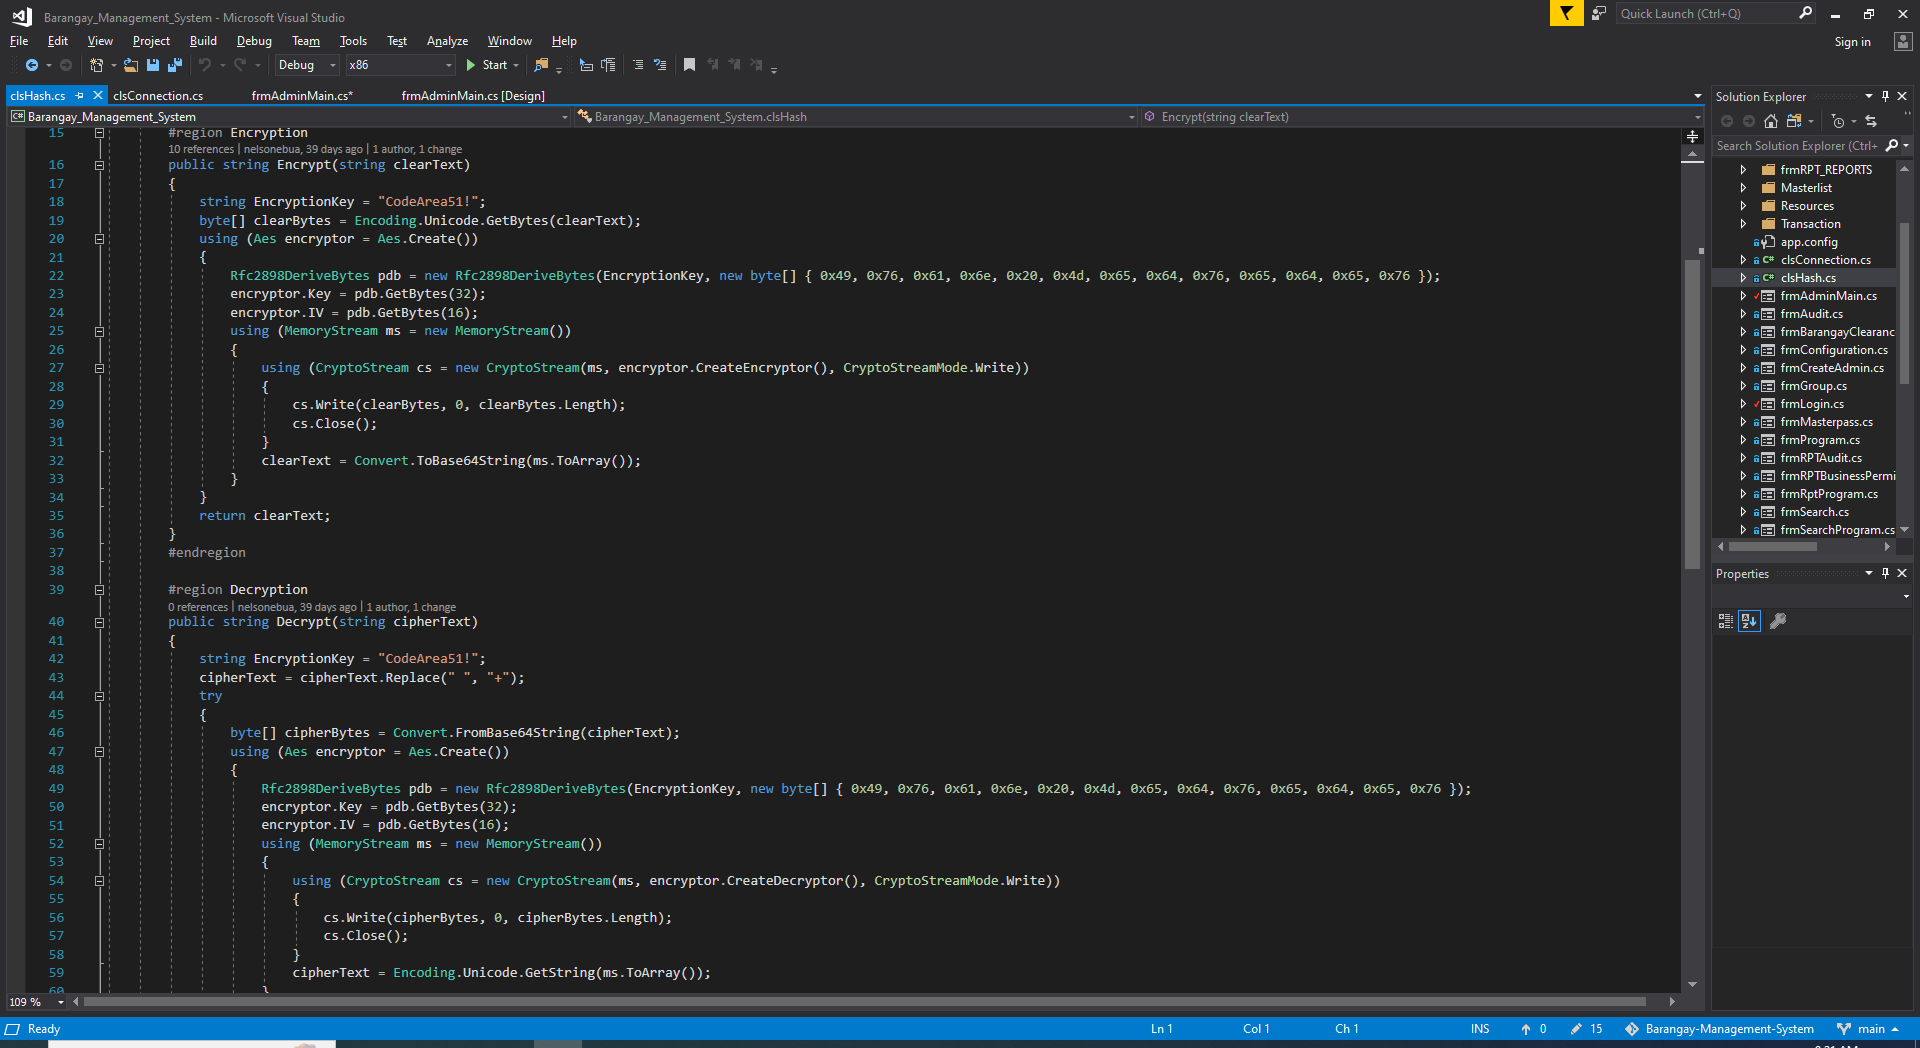 Barangay_Management_System - Microsoft Visual Studio
Quick Launch (Ctrl+Q)
File Edit View Project Build Debug Team Tools Test Analyze Window Help
Sign in
Debug x86 Start
clsHash.cs clsConnection.cs frmAdminMain.cs* frmAdminMain.cs [Design]
Barangay_Management_System Barangay_Management_System.clsHash Encrypt(string clearText)
15 #region Encryption
10 references | nelsonebua, 39 days ago | 1 author, 1 change
16 public string Encrypt(string clearText)
17 {
18 string EncryptionKey = "CodeArea51!";
19 byte[] clearBytes = Encoding.Unicode.GetBytes(clearText);
20 using (Aes encryptor = Aes.Create())
21 {
22 Rfc2898DeriveBytes pdb = new Rfc2898DeriveBytes(EncryptionKey, new byte[] { 0x49, 0x76, 0x61, 0x6e, 0x20, 0x4d, 0x65, 0x64, 0x76, 0x65, 0x64, 0x65, 0x76 });
23 encryptor.Key = pdb.GetBytes(32);
24 encryptor.IV = pdb.GetBytes(16);
25 using (MemoryStream ms = new MemoryStream())
26 {
27 using (CryptoStream cs = new CryptoStream(ms, encryptor.CreateEncryptor(), CryptoStreamMode.Write))
28 {
29 cs.Write(clearBytes, 0, clearBytes.Length);
30 cs.Close();
31 }
32 clearText = Convert.ToBase64String(ms.ToArray());
33 }
34 }
35 return clearText;
36 }
37 #endregion
38
39 #region Decryption
0 references | nelsonebua, 39 days ago | 1 author, 1 change
40 public string Decrypt(string cipherText)
41 {
42 string EncryptionKey = "CodeArea51!";
43 cipherText = cipherText.Replace(" ", "+");
44 try
45 {
46 byte[] cipherBytes = Convert.FromBase64String(cipherText);
47 using (Aes encryptor = Aes.Create())
48 {
49 Rfc2898DeriveBytes pdb = new Rfc2898DeriveBytes(EncryptionKey, new byte[] { 0x49, 0x76, 0x61, 0x6e, 0x20, 0x4d, 0x65, 0x64, 0x76, 0x65, 0x64, 0x65, 0x76 });
50 encryptor.Key = pdb.GetBytes(32);
51 encryptor.IV = pdb.GetBytes(16);
52 using (MemoryStream ms = new MemoryStream())
53 {
54 using (CryptoStream cs = new CryptoStream(ms, encryptor.CreateDecryptor(), CryptoStreamMode.Write))
55 {
56 cs.Write(cipherBytes, 0, cipherBytes.Length);
57 cs.Close();
58 }
59 cipherText = Encoding.Unicode.GetString(ms.ToArray());
60 }
109 %
Solution Explorer
Search Solution Explorer (Ctrl+
frmRPT_REPORTS
Masterlist
Resources
Transaction
app.config
C# clsConnection.cs
C# clsHash.cs
frmAdminMain.cs
frmAudit.cs
frmBarangayClearanc
frmConfiguration.cs
frmCreateAdmin.cs
frmGroup.cs
frmLogin.cs
frmMasterpass.cs
frmProgram.cs
frmRPTAudit.cs
frmRPTBusinessPermi
frmRptProgram.cs
frmSearch.cs
frmSearchProgram.cs
Properties
Ready Ln 1 Col 1 Ch 1 INS 0 15 Barangay-Management-System main